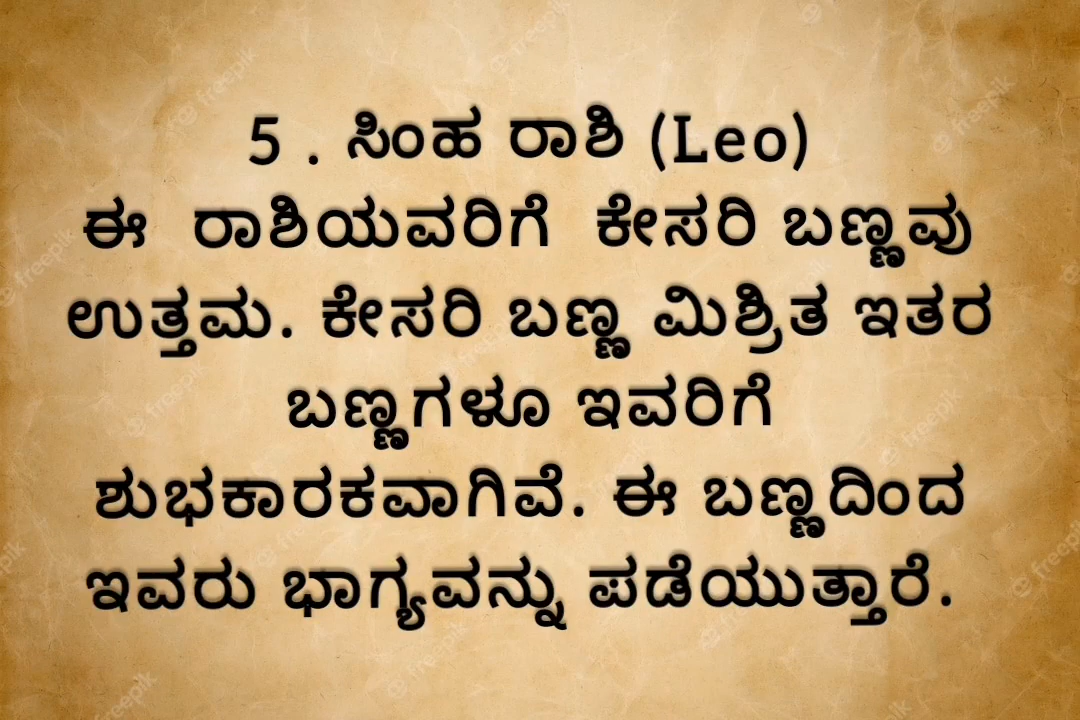 5 . ಸಿಂಹ ರಾಶಿ (Leo)
ಈ ರಾಶಿಯವರಿಗೆ ಕೇಸರಿ ಬಣ್ಣವು
ಉತ್ತಮ. ಕೇಸರಿ ಬಣ್ಣ ಮಿಶ್ರಿತ ಇತರ
ಬಣ್ಣಗಳೂ ಇವರಿಗೆ
ಶುಭಕಾರಕವಾಗಿವೆ. ಈ ಬಣ್ಣದಿಂದ
ಇವರು ಭಾಗ್ಯವನ್ನು ಪಡೆಯುತ್ತಾರೆ.